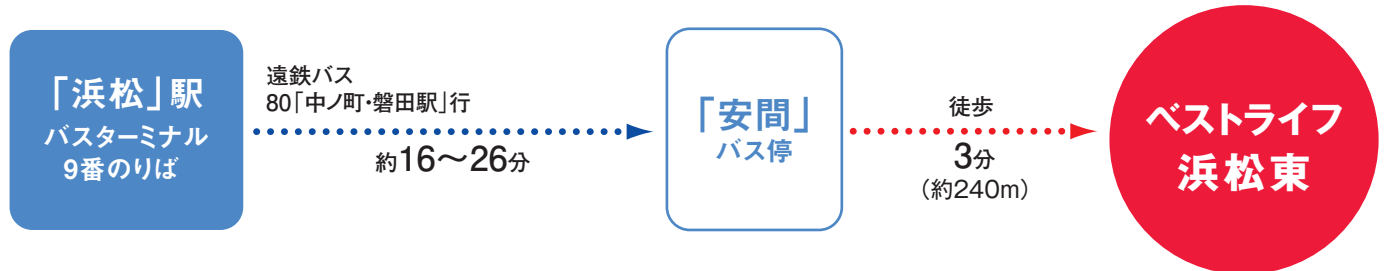 「浜松」駅
バスターミナル
9番のりば
遠鉄バス
80「中ノ町・磐田駅」行
約16〜26分
「安間」
バス停
徒歩
3分
（約240m）
ベストライフ
浜松東